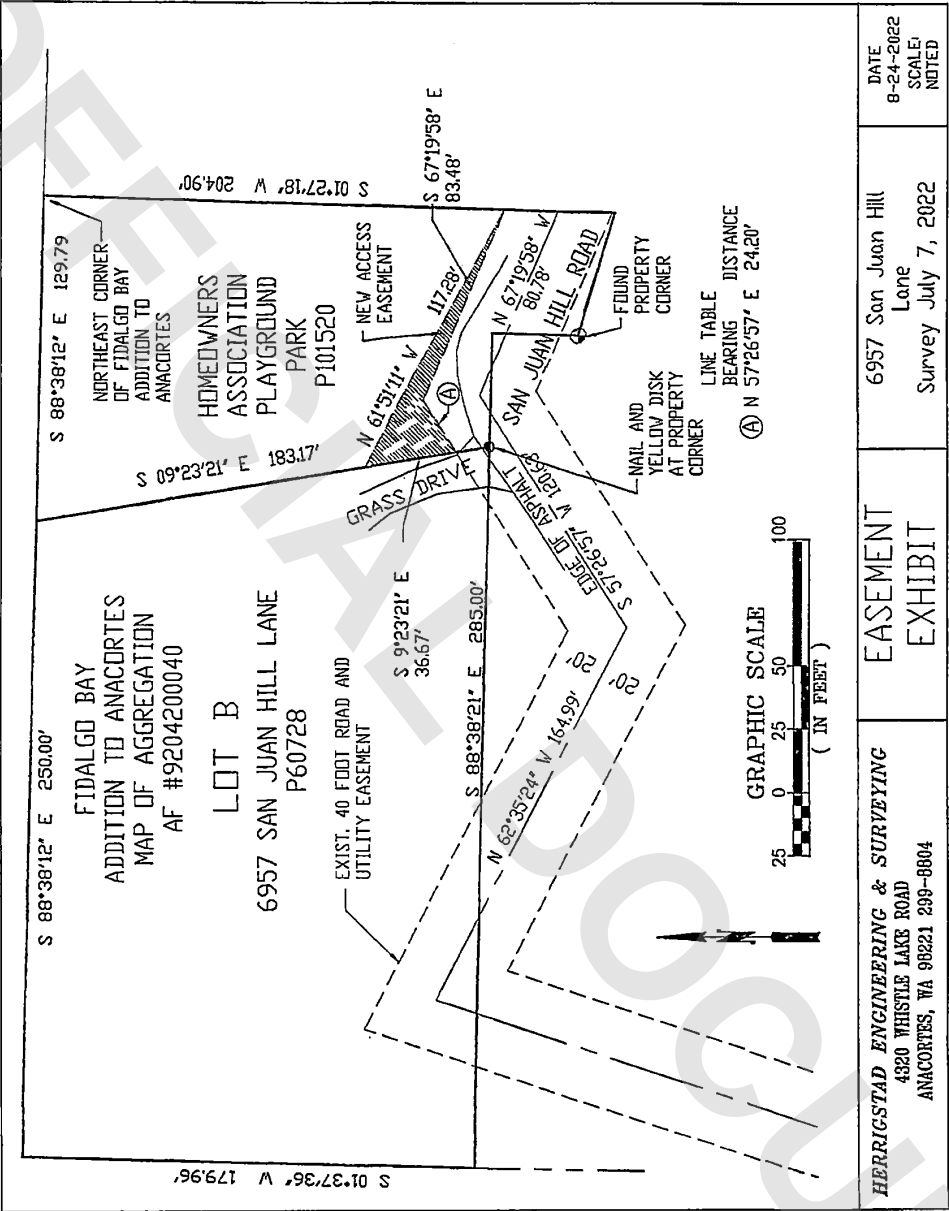 S 88°38'12" E 250.00'
S 88°38'12" E 129.79
FIDALGO BAY
ADDITION TO ANACORTES
MAP OF AGGREGATION
AF #9204200040
LOT B
6957 SAN JUAN HILL LANE
P60728
EXIST. 40 FOOT ROAD AND
UTILITY EASEMENT
S 01°37'36" W 179.96'
S 09°23'21" E 183.17'
NORTHEAST CORNER
OF FIDALGO BAY
ADDITION TO
ANACORTES
HOMEOWNERS
ASSOCIATION
PLAYGROUND
PARK
P101520
S 01°27'18" W 204.90'
NEW ACCESS
EASEMENT
N 61°51'11" W 117.28'
S 67°19'58" E
83.48'
GRASS DRIVE
S 9°23'21" E
36.67'
A
S 88°38'21" E 285.00'
N 67°19'58" W
80.78'
SAN JUAN HILL ROAD
EDGE OF ASPHALT
S 57°26'57" W 120.63'
N 62°35'24" W 164.99'
20'
20'
FOUND
PROPERTY
CORNER
NAIL AND
YELLOW DISK
AT PROPERTY
CORNER
LINE TABLE
BEARING DISTANCE
A N 57°26'57" E 24.20'
GRAPHIC SCALE
25 0 25 50 100
( IN FEET )
HERRIGSTAD ENGINEERING & SURVEYING
4320 WHISTLE LAKE ROAD
ANACORTES, WA 98221 299-8804
EASEMENT
EXHIBIT
6957 San Juan Hill
Lane
Survey July 7, 2022
DATE
8-24-2022
SCALE:
NOTED